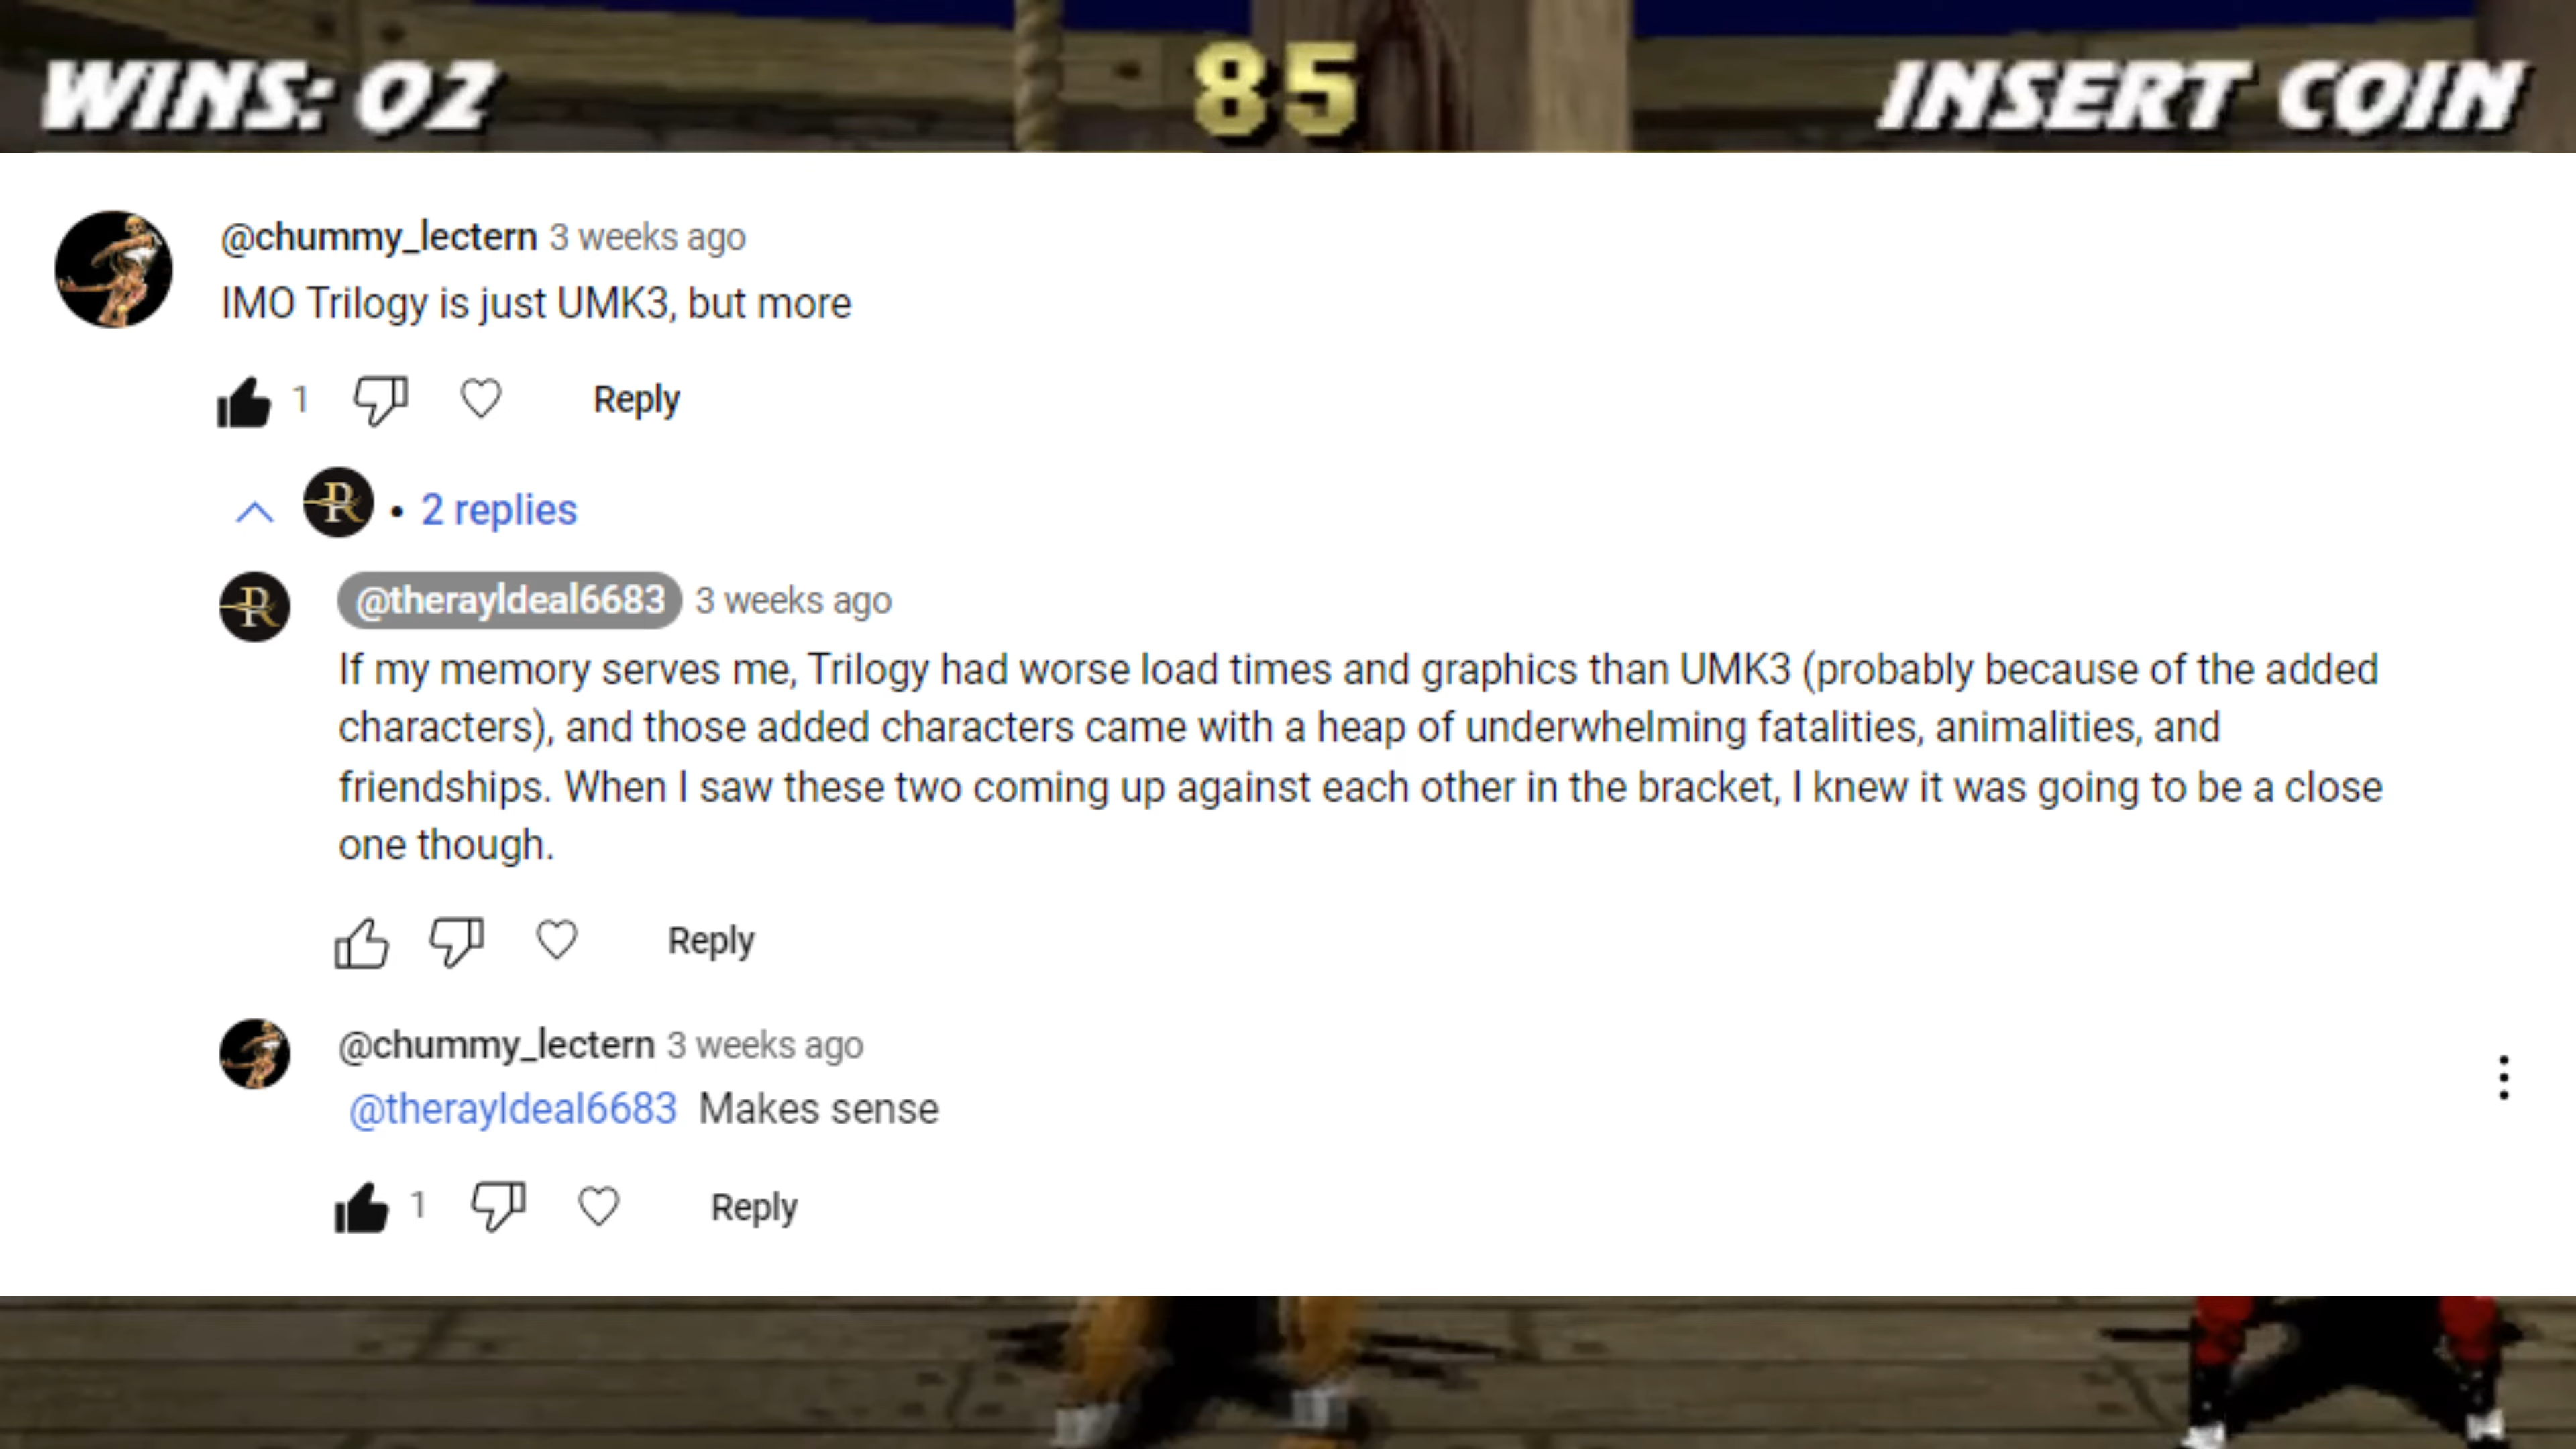 WINS: 02 85 INSERT COIN
@chummy_lectern 3 weeks ago
IMO Trilogy is just UMK3, but more
1 Reply
R • 2 replies
R @therayldeal6683 3 weeks ago
If my memory serves me, Trilogy had worse load times and graphics than UMK3 (probably because of the added
characters), and those added characters came with a heap of underwhelming fatalities, animalities, and
friendships. When I saw these two coming up against each other in the bracket, I knew it was going to be a close
one though.
Reply
@chummy_lectern 3 weeks ago
@therayldeal6683 Makes sense
1 Reply